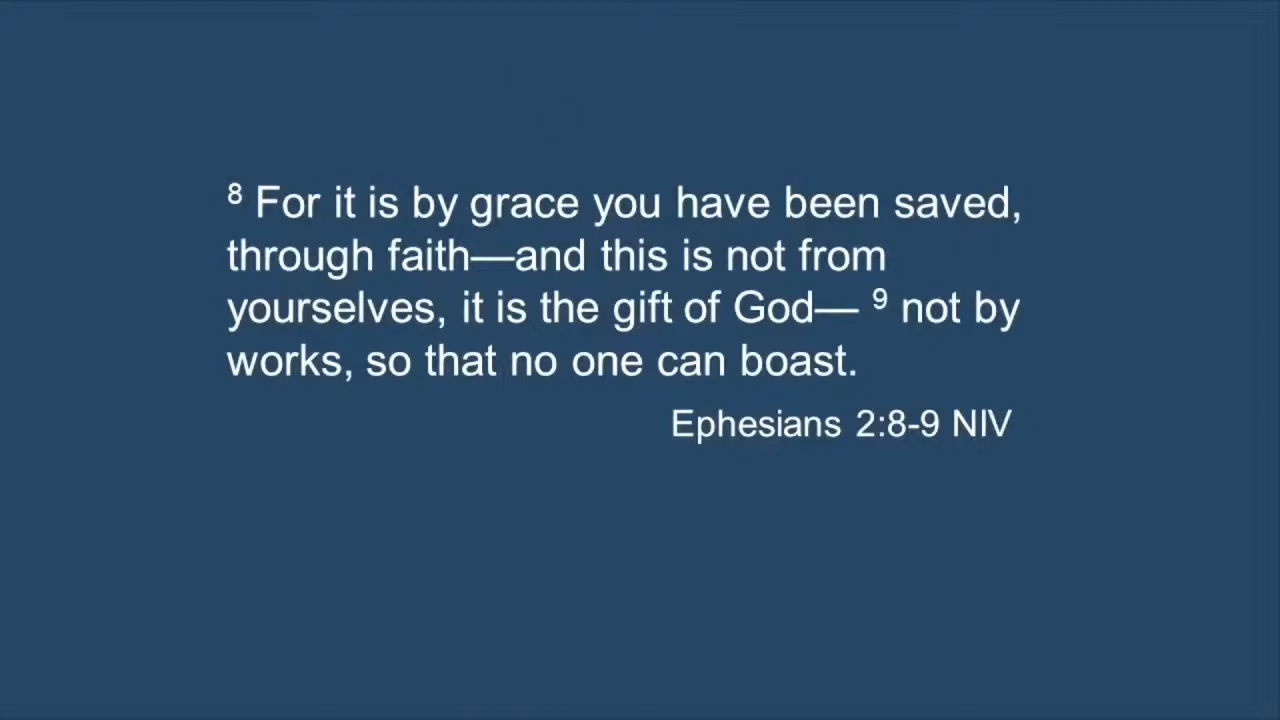 ⁸ For it is by grace you have been saved,
through faith—and this is not from
yourselves, it is the gift of God— ⁹ not by
works, so that no one can boast.
Ephesians 2:8-9 NIV